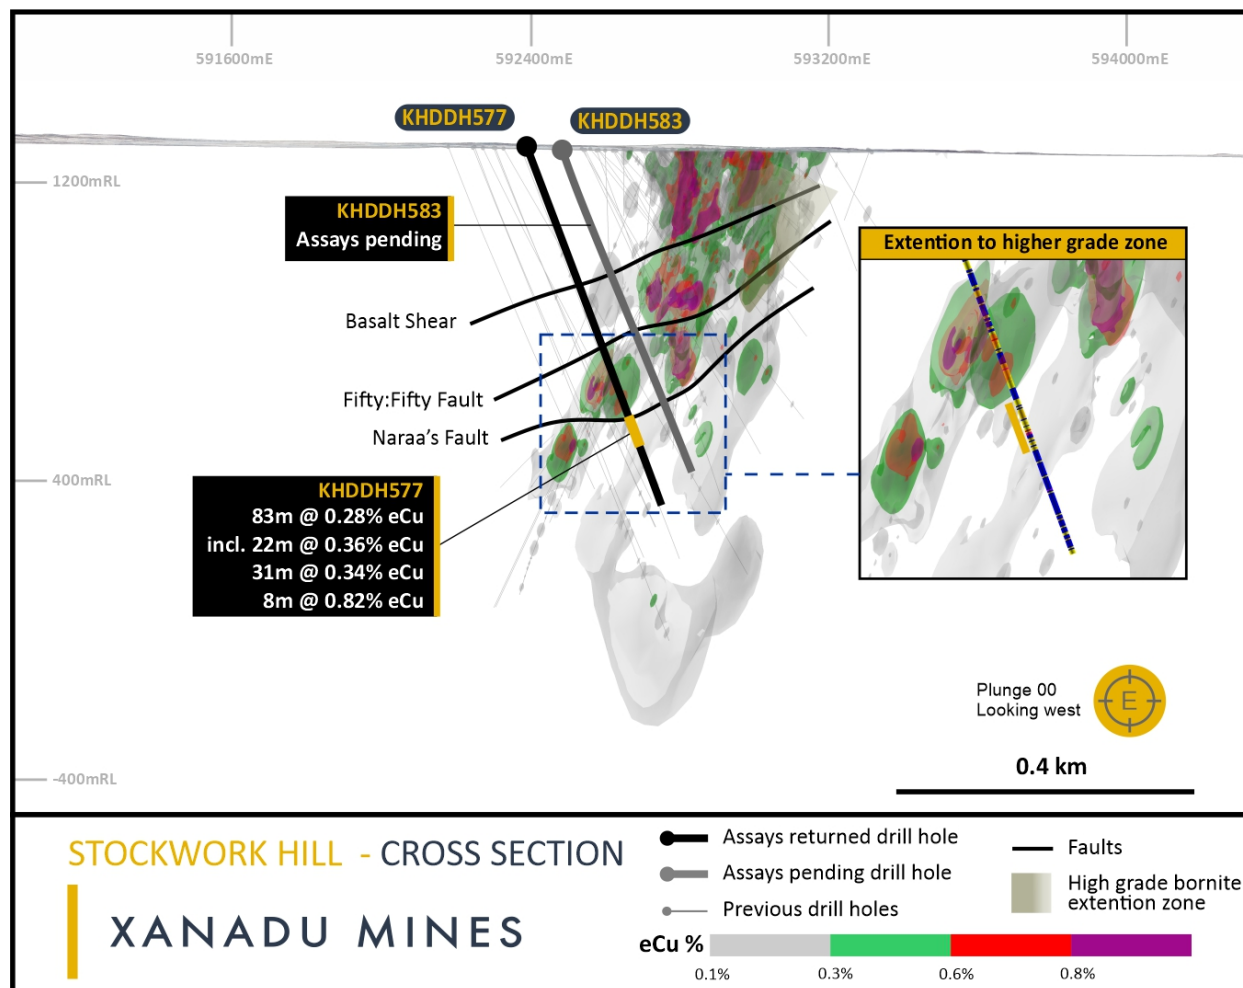 591600mE
592400mE
593200mE
594000mE
KHDDH577
KHDDH583
1200mRL
KHDDH583
Assays pending
Extention to higher grade zone
Basalt Shear
Fifty:Fifty Fault
Naraa's Fault
400mRL
KHDDH577
83m @ 0.28% eCu
incl. 22m @ 0.36% eCu
31m @ 0.34% eCu
8m @ 0.82% eCu
Plunge 00
Looking west
E
0.4 km
-400mRL
STOCKWORK HILL - CROSS SECTION
XANADU MINES
Assays returned drill hole
Assays pending drill hole
Previous drill holes
Faults
High grade bornite
extention zone
eCu %
0.1%
0.3%
0.6%
0.8%